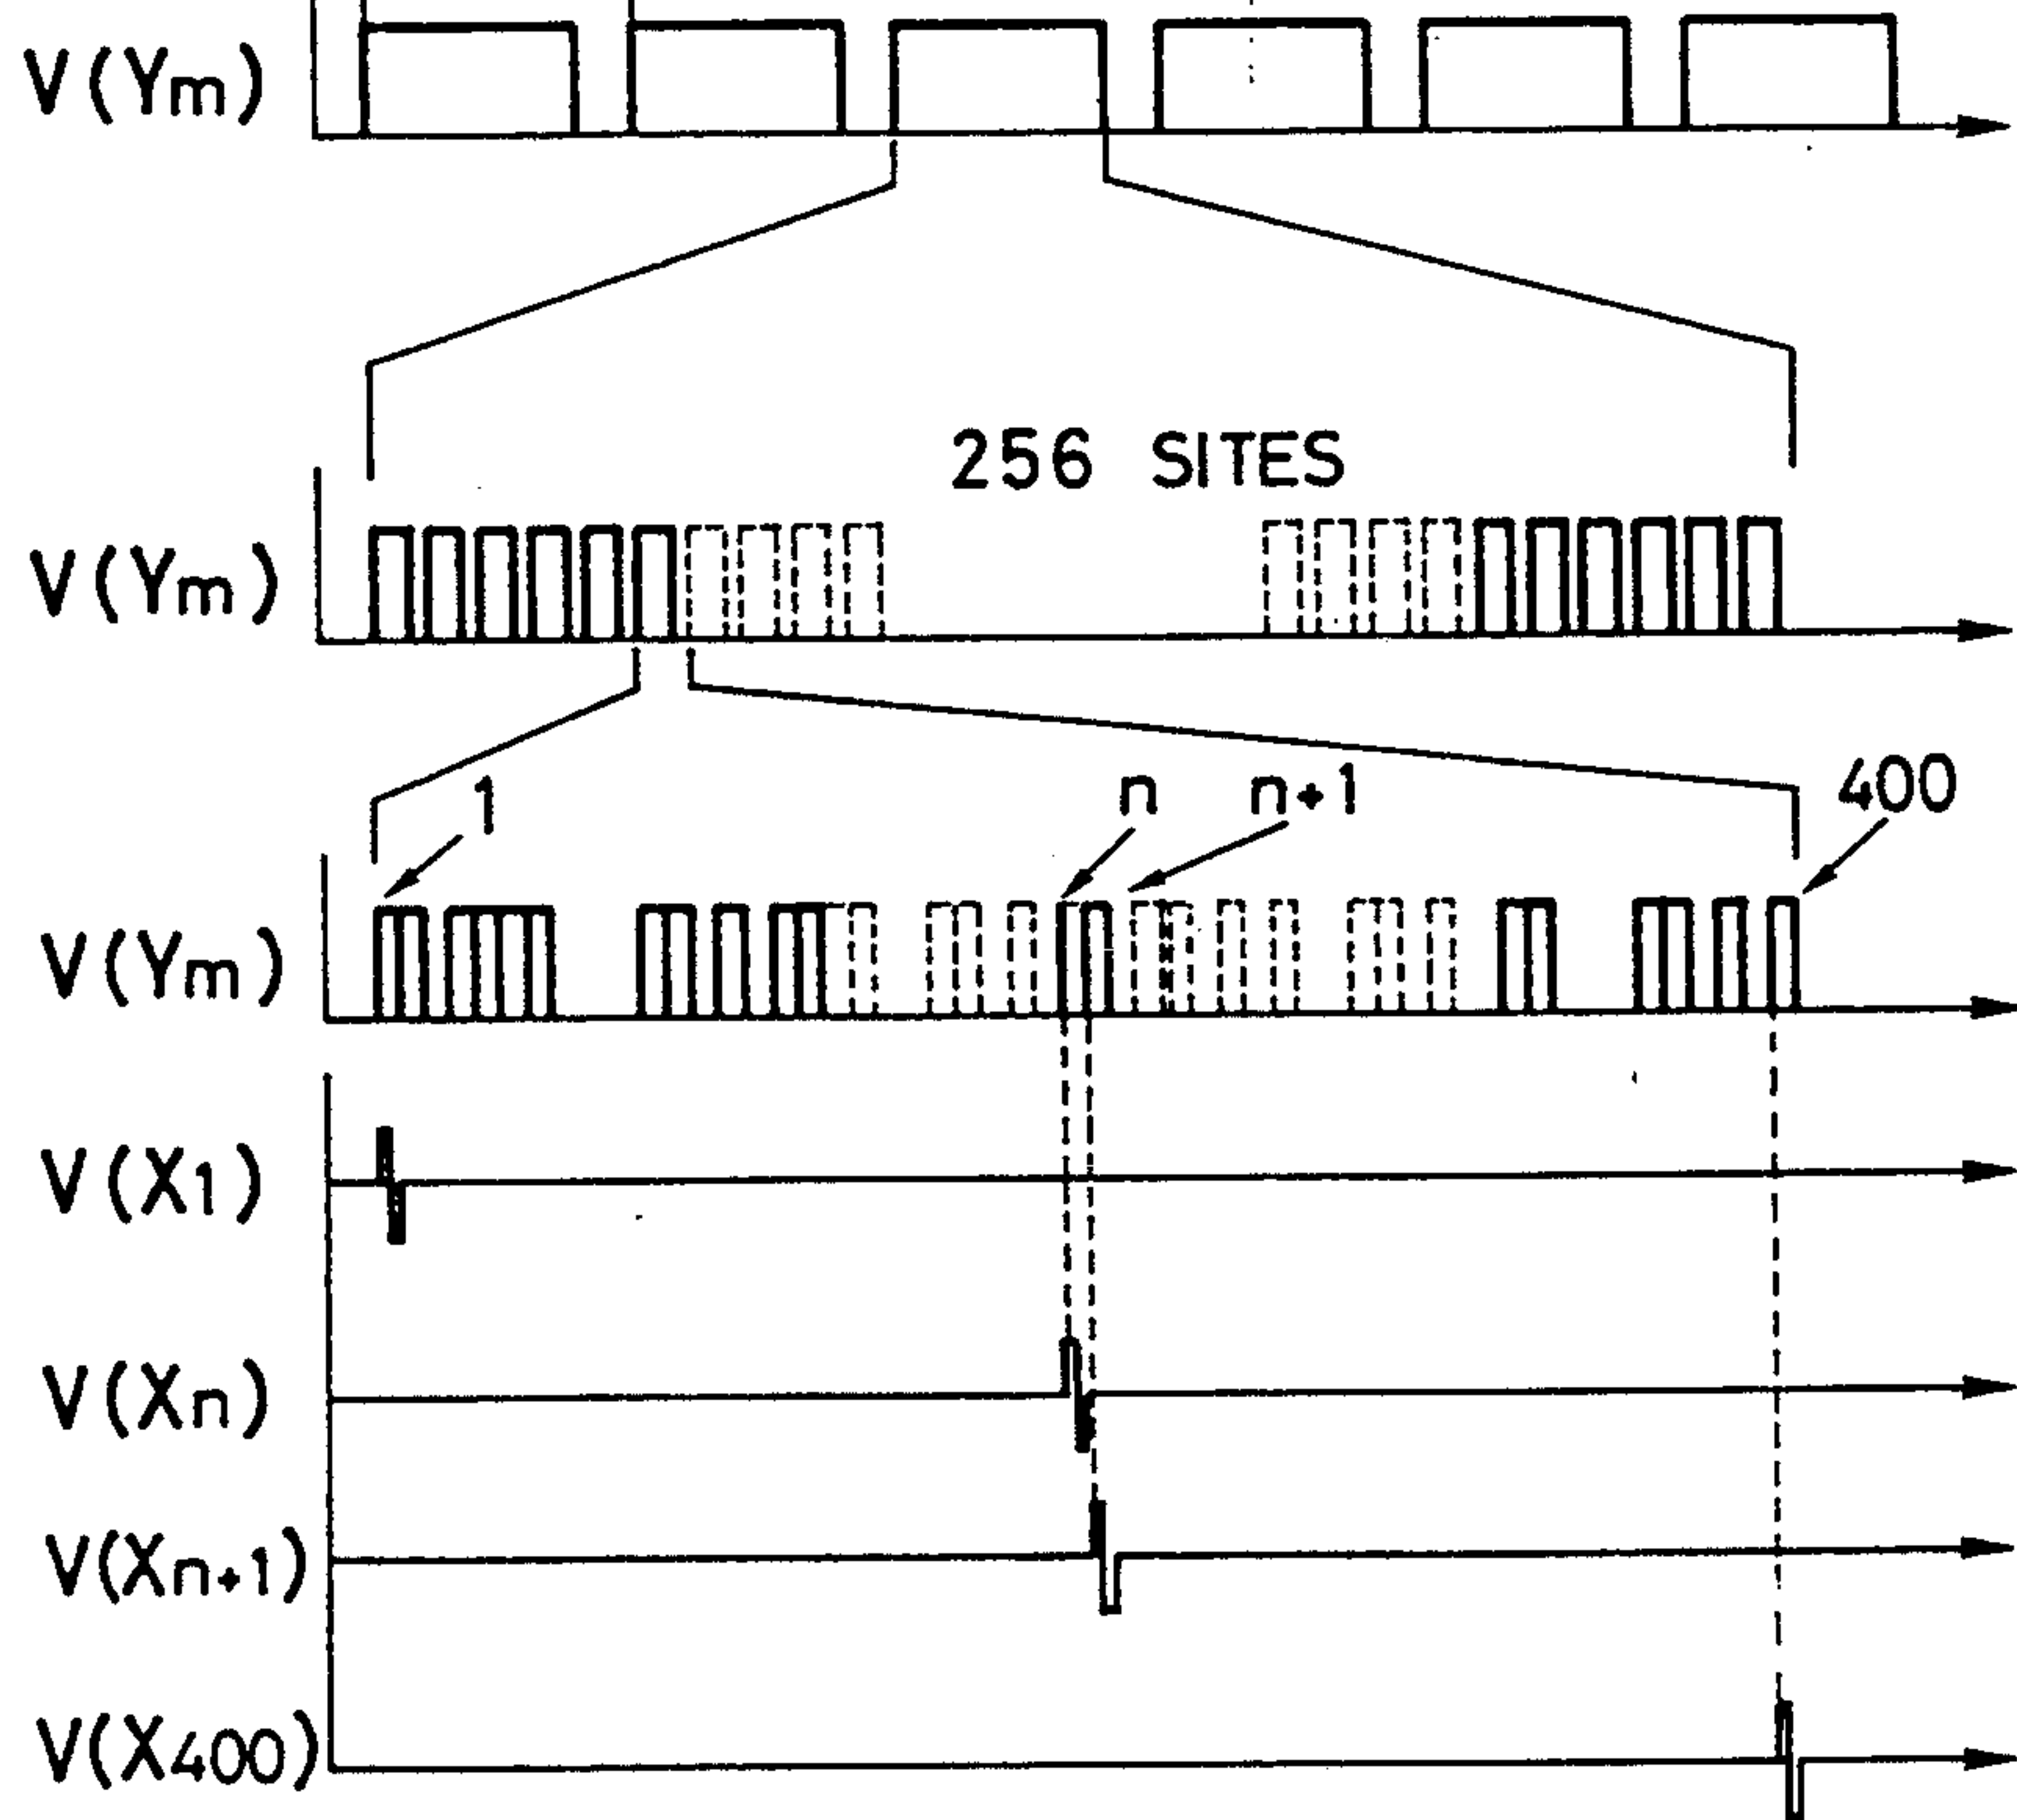 V(Ym)
256 SITES
V(Ym)
1 n n+1 400
V(Ym)
V(X1)
V(Xn)
V(Xn+1)
V(X400)